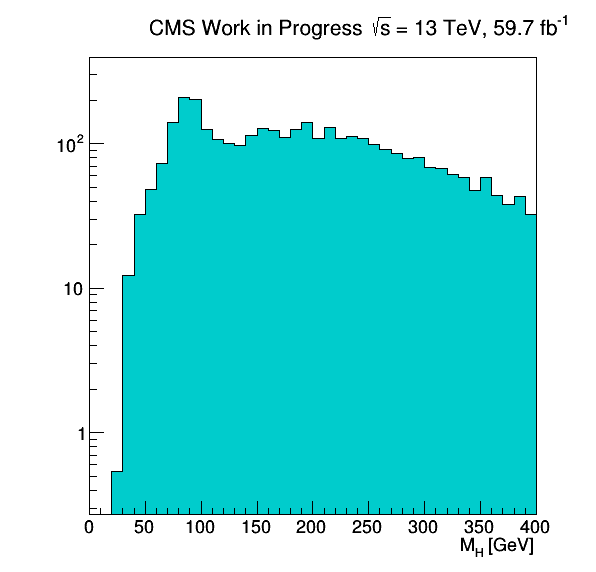 CMS Work in Progress √s = 13 TeV, 59.7 fb⁻¹
10²
10
1
0 50 100 150 200 250 300 350 400
M_H [GeV]